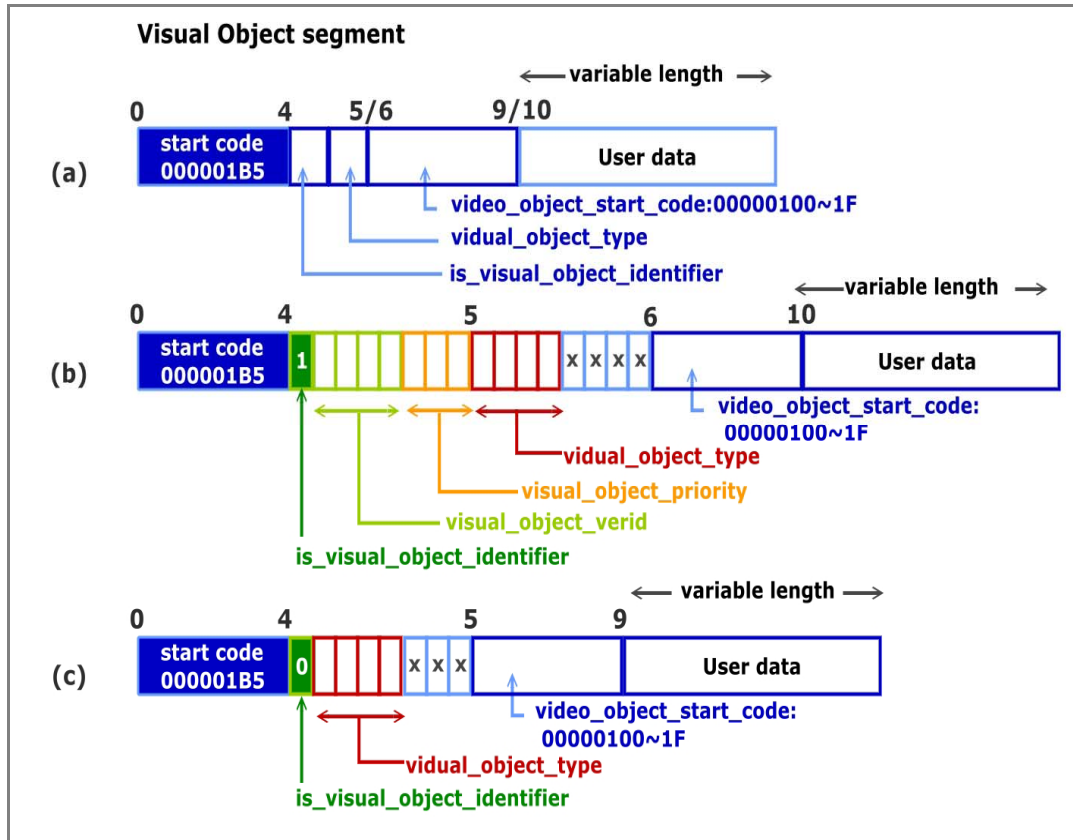 Visual Object segment
variable length
0 4 5/6 9/10
start code
000001B5
User data
(a)
video_object_start_code:00000100~1F
vidual_object_type
is_visual_object_identifier
variable length
0 4 5 6 10
start code
000001B5
1 x x x x
User data
(b)
video_object_start_code:
00000100~1F
vidual_object_type
visual_object_priority
visual_object_verid
is_visual_object_identifier
variable length
0 4 5 9
start code
000001B5
0 x x x
User data
(c)
video_object_start_code:
00000100~1F
vidual_object_type
is_visual_object_identifier